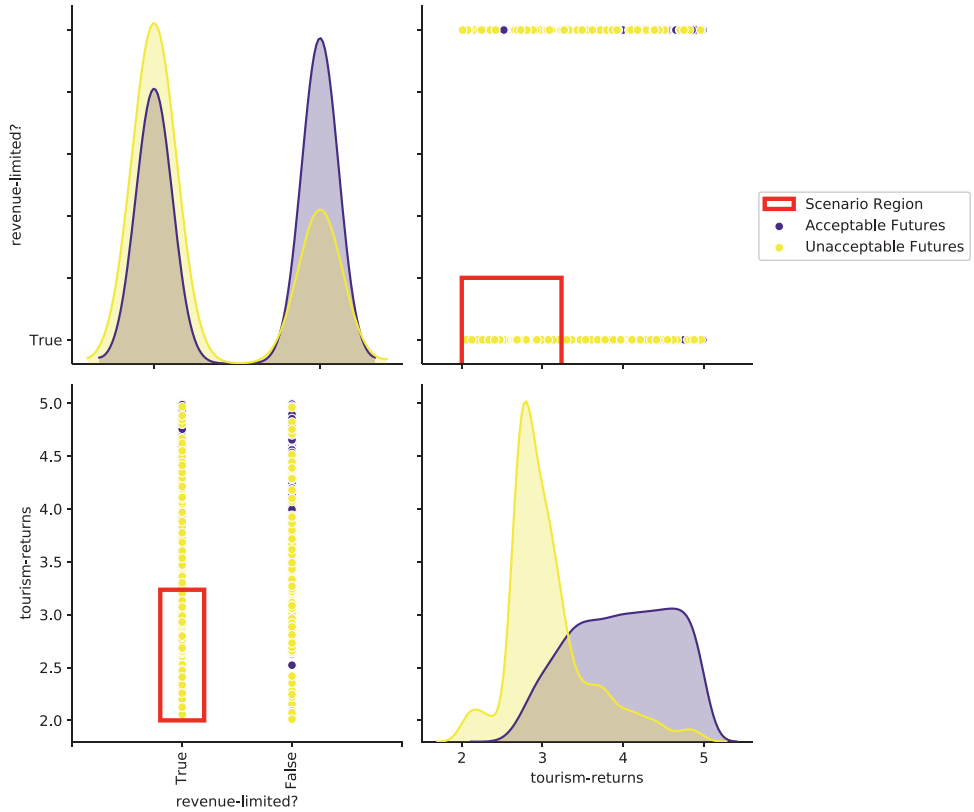 revenue-limited?
True
Scenario Region
Acceptable Futures
Unacceptable Futures
tourism-returns
5.0
4.5
4.0
3.5
3.0
2.5
2.0
True
False
revenue-limited?
2 3 4 5
tourism-returns